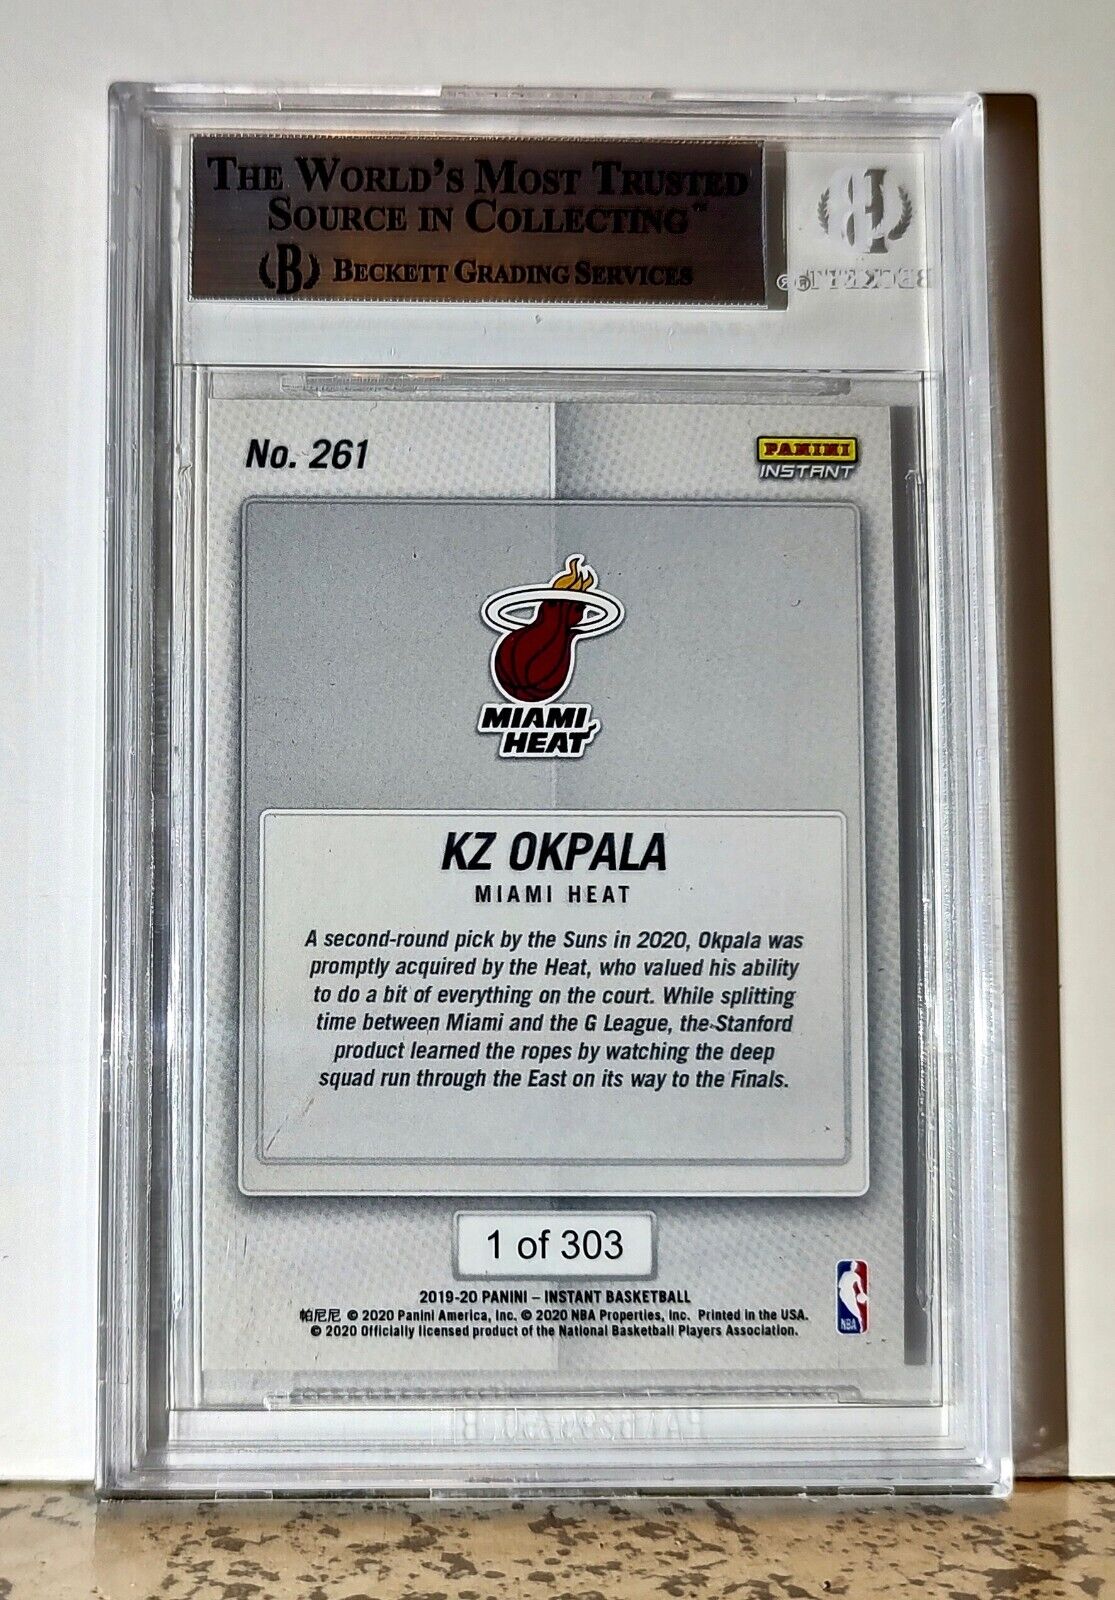 THE WORLD'S MOST TRUSTED
SOURCE IN COLLECTING™
B BECKETT GRADING SERVICES
BECKETT
No. 261
PANINI
INSTANT
MIAMI
HEAT
KZ OKPALA
MIAMI HEAT
A second-round pick by the Suns in 2020, Okpala was
promptly acquired by the Heat, who valued his ability
to do a bit of everything on the court. While splitting
time between Miami and the G League, the Stanford
product learned the ropes by watching the deep
squad run through the East on its way to the Finals.
1 of 303
2019-20 PANINI – INSTANT BASKETBALL
帕尼尼 © 2020 Panini America, Inc. © 2020 NBA Properties, Inc. Printed in the USA.
© 2020 Officially licensed product of the National Basketball Players Association.
NBA